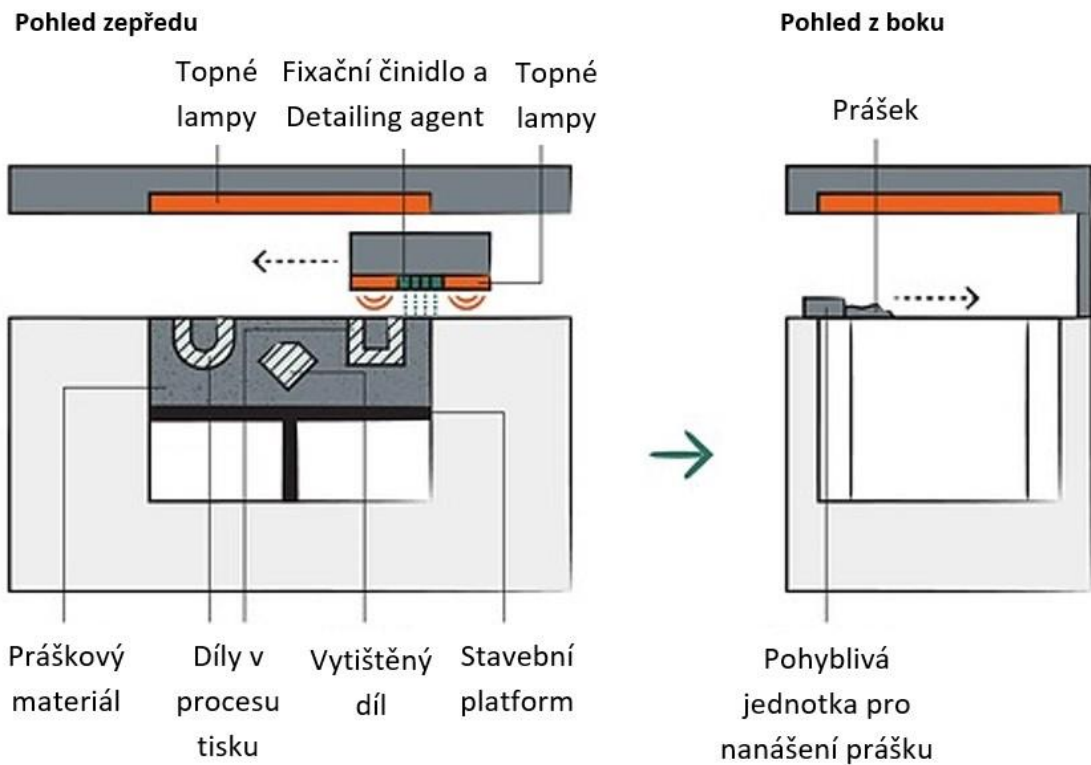 Pohled zepředu
Pohled z boku
Topné
lampy
Fixační činidlo a
Detailing agent
Topné
lampy
Prášek
Práškový
materiál
Díly v
procesu
tisku
Vytištěný
díl
Stavební
platform
Pohyblivá
jednotka pro
nanášení prášku